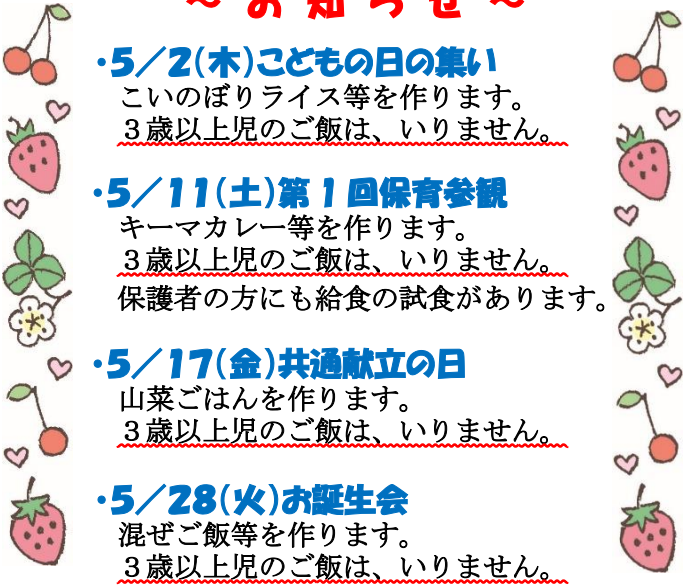 ～お知らせ～
・5／2(木)こどもの日の集い
こいのぼりライス等を作ります。
３歳以上児のご飯は、いりません。
・5／11(土)第１回保育参観
キーマカレー等を作ります。
３歳以上児のご飯は、いりません。
保護者の方にも給食の試食があります。
・5／17(金)共通献立の日
山菜ごはんを作ります。
３歳以上児のご飯は、いりません。
・5／28(火)お誕生会
混ぜご飯等を作ります。
３歳以上児のご飯は、いりません。